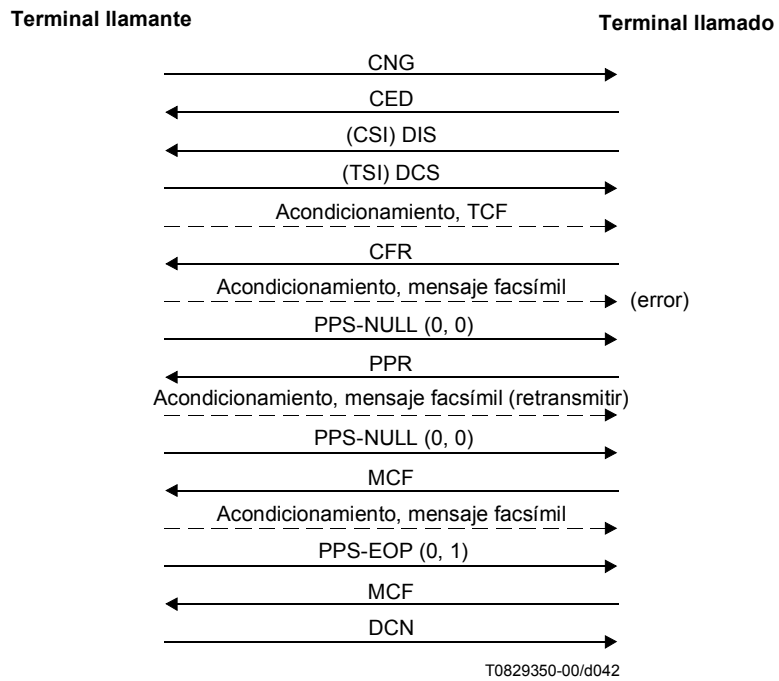 Terminal llamante
Terminal llamado
CNG
CED
(CSI) DIS
(TSI) DCS
Acondicionamiento, TCF
CFR
Acondicionamiento, mensaje facsímil
(error)
PPS-NULL (0, 0)
PPR
Acondicionamiento, mensaje facsímil (retransmitir)
PPS-NULL (0, 0)
MCF
Acondicionamiento, mensaje facsímil
PPS-EOP (0, 1)
MCF
DCN
T0829350-00/d042